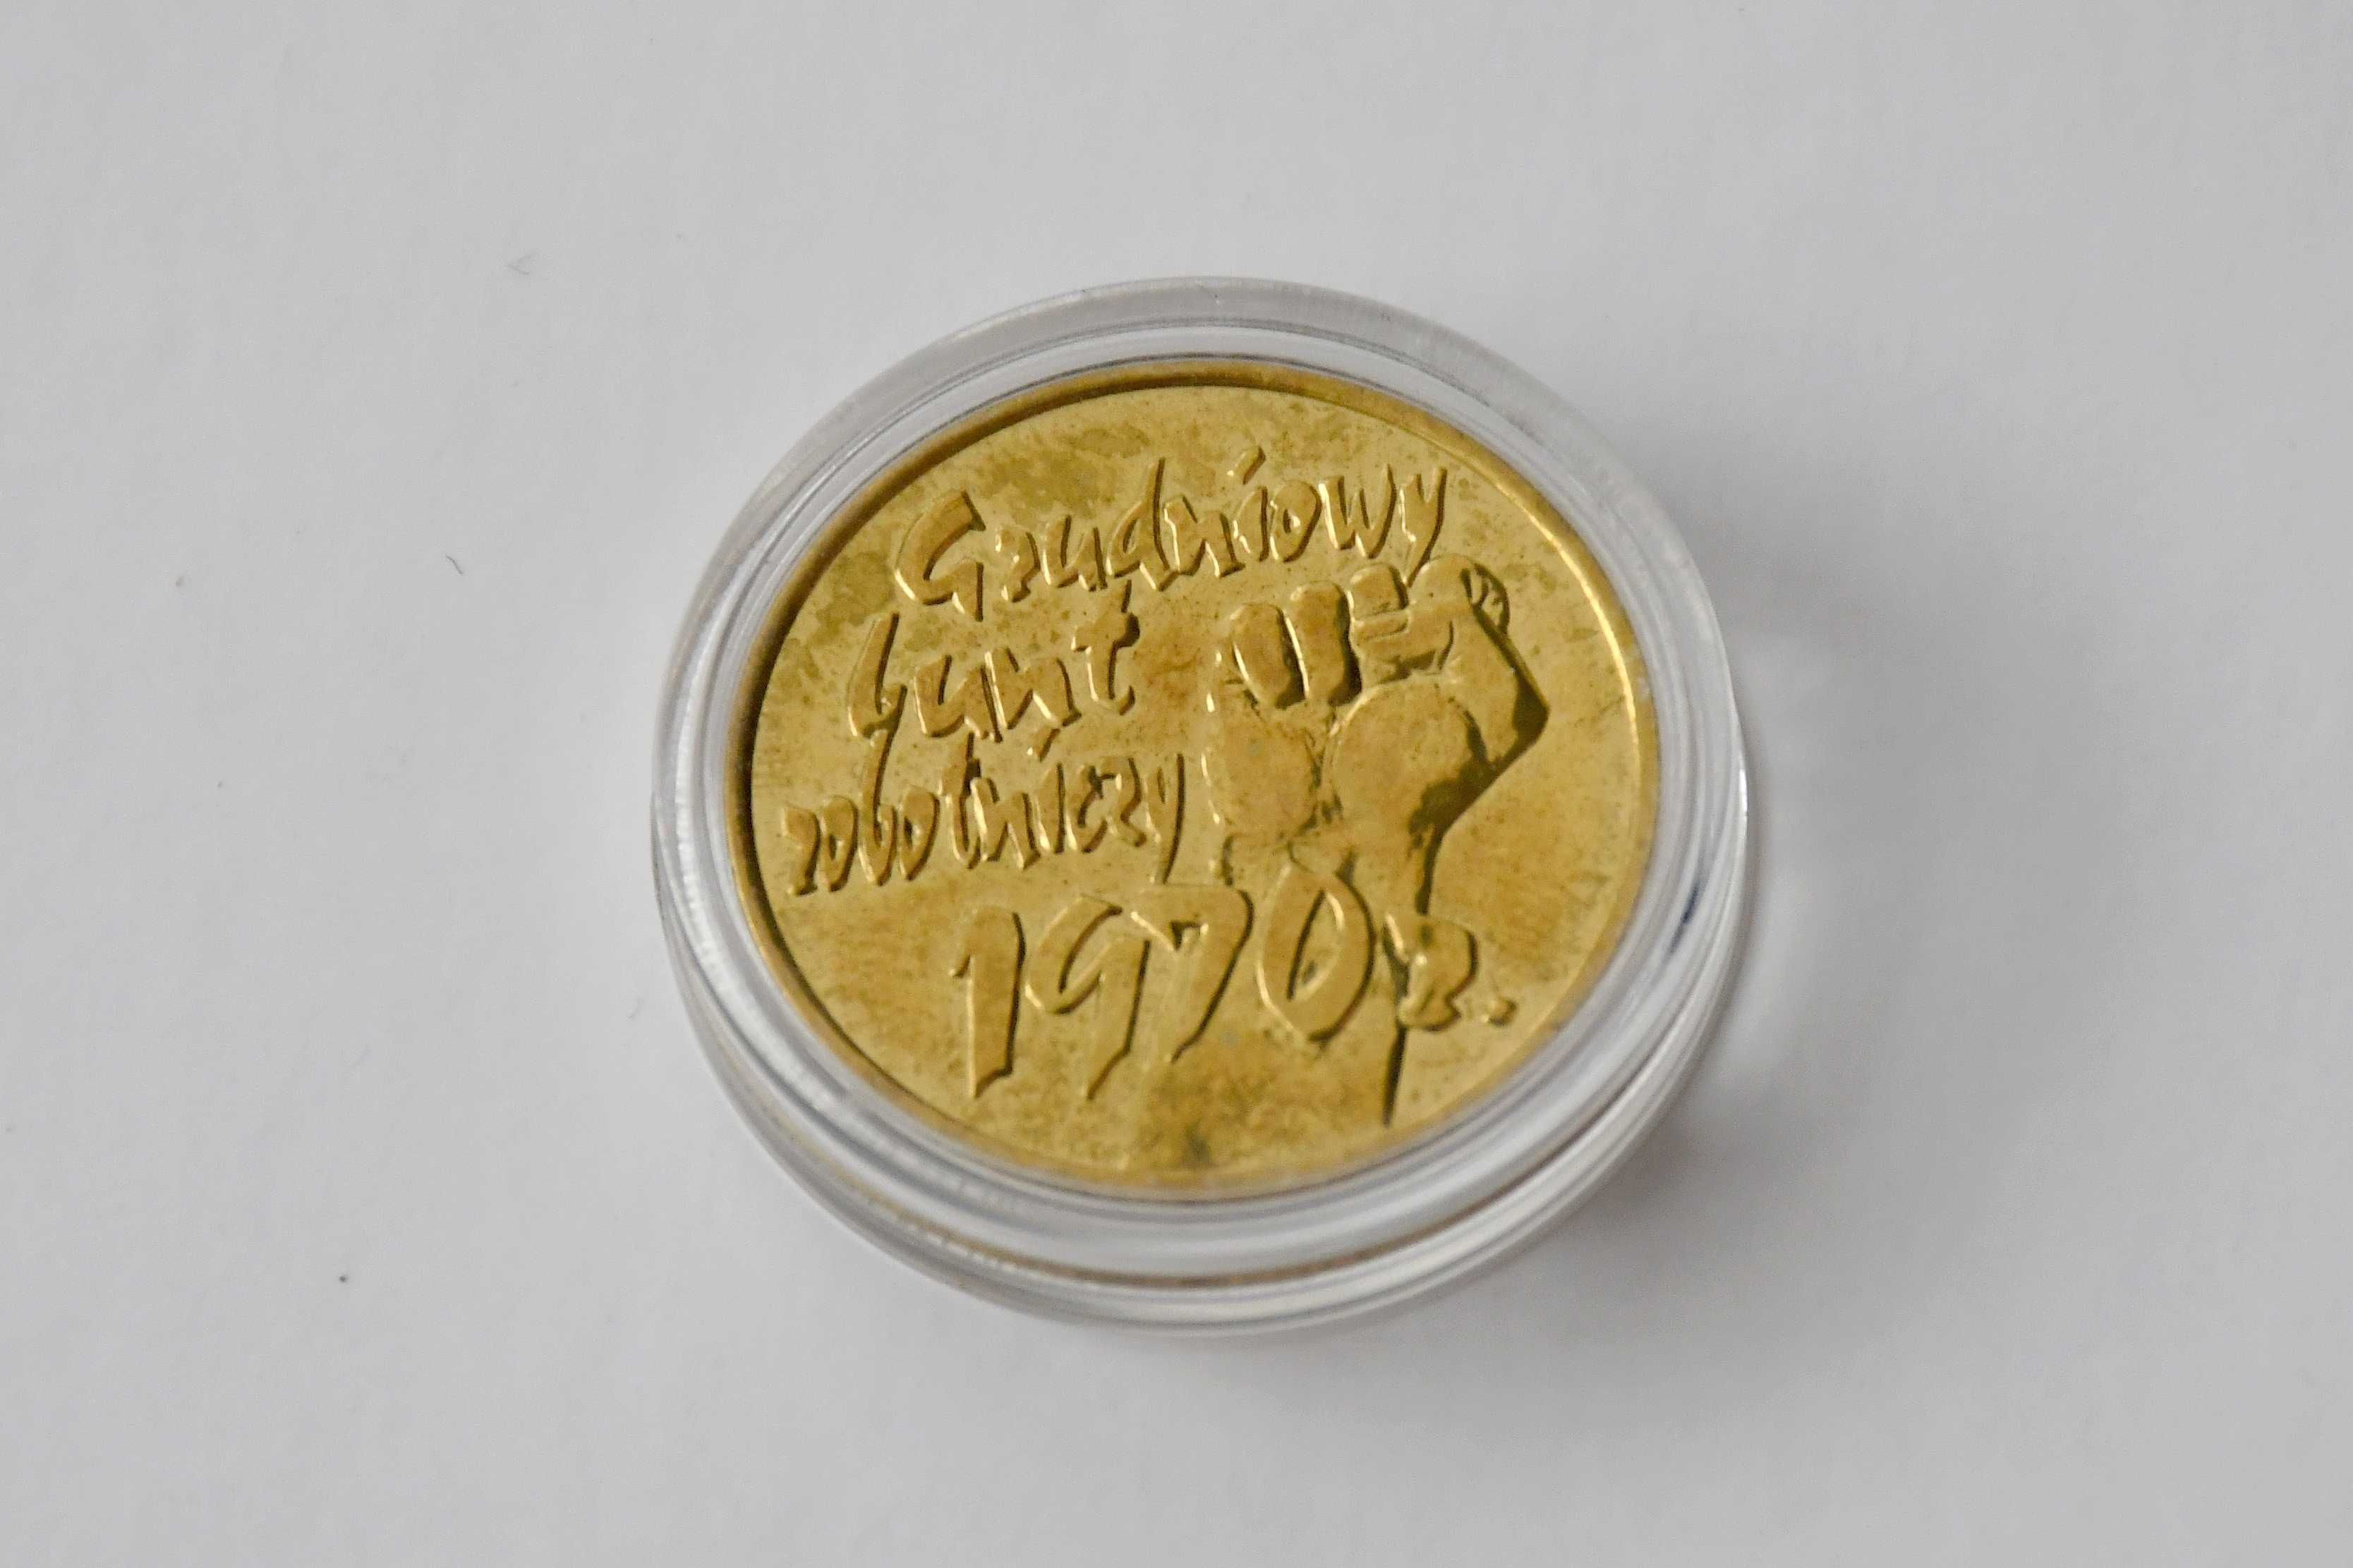 Grudniowy
bunt
robotniczy
1970 r.